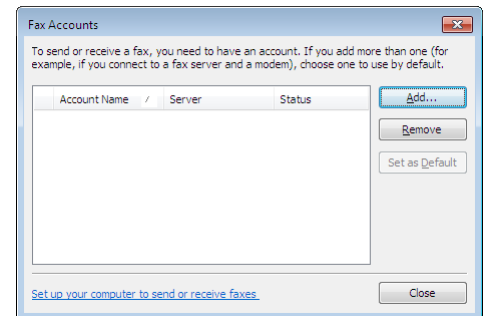 Fax Accounts
To send or receive a fax, you need to have an account. If you add more than one (for
example, if you connect to a fax server and a modem), choose one to use by default.
Account Name / Server Status
Add...
Remove
Set as Default
Set up your computer to send or receive faxes
Close